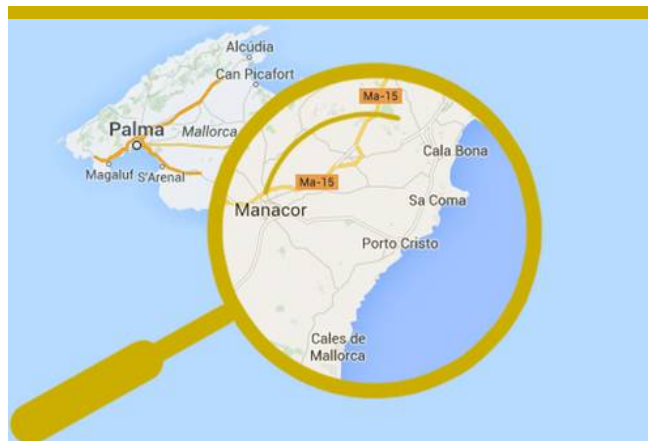 Alcúdia
Can Picafort
Ma-15
Palma
Mallorca
Cala Bona
Magaluf
S'Arenal
Ma-15
Sa Coma
Manacor
Porto Cristo
Cales de
Mallorca